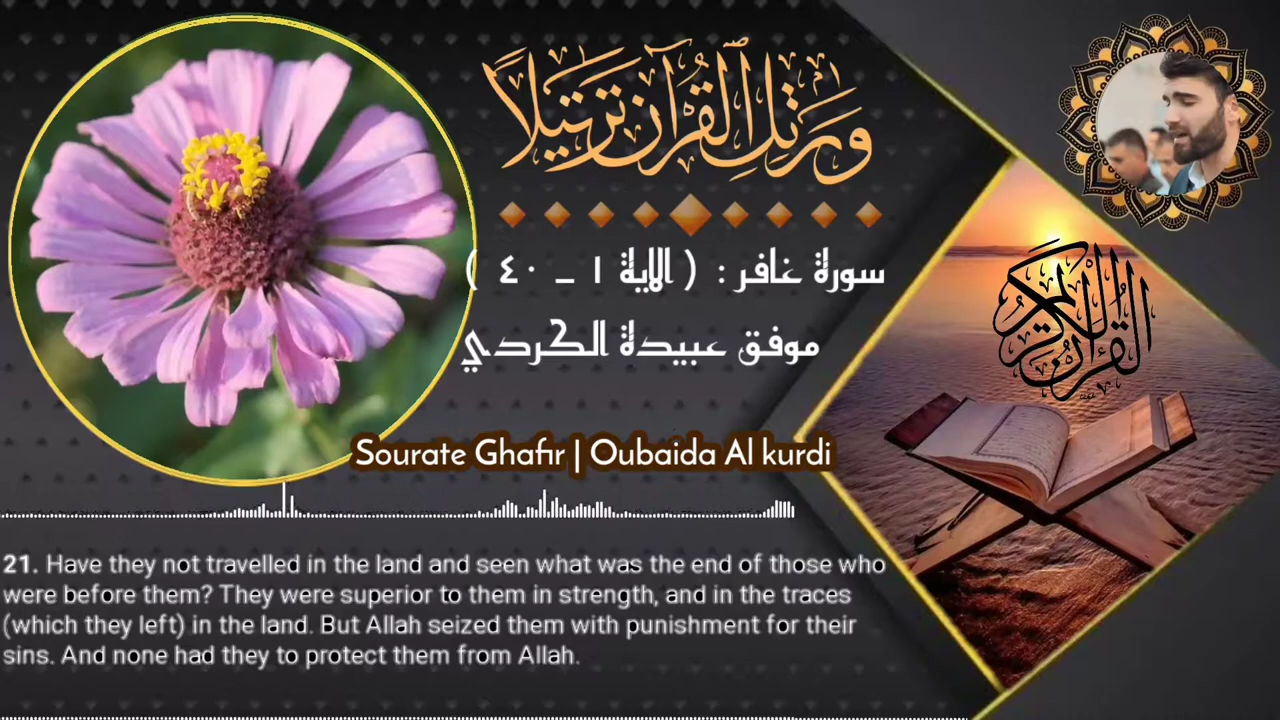 ورتل القرآن ترتيلاً
سورة غافر : ( الاية ١ - ٤٠ )
موفق عبيدة الكردي
القرآن الكريم
Sourate Ghafir | Oubaida Al kurdi
21. Have they not travelled in the land and seen what was the end of those who
were before them? They were superior to them in strength, and in the traces
(which they left) in the land. But Allah seized them with punishment for their
sins. And none had they to protect them from Allah.